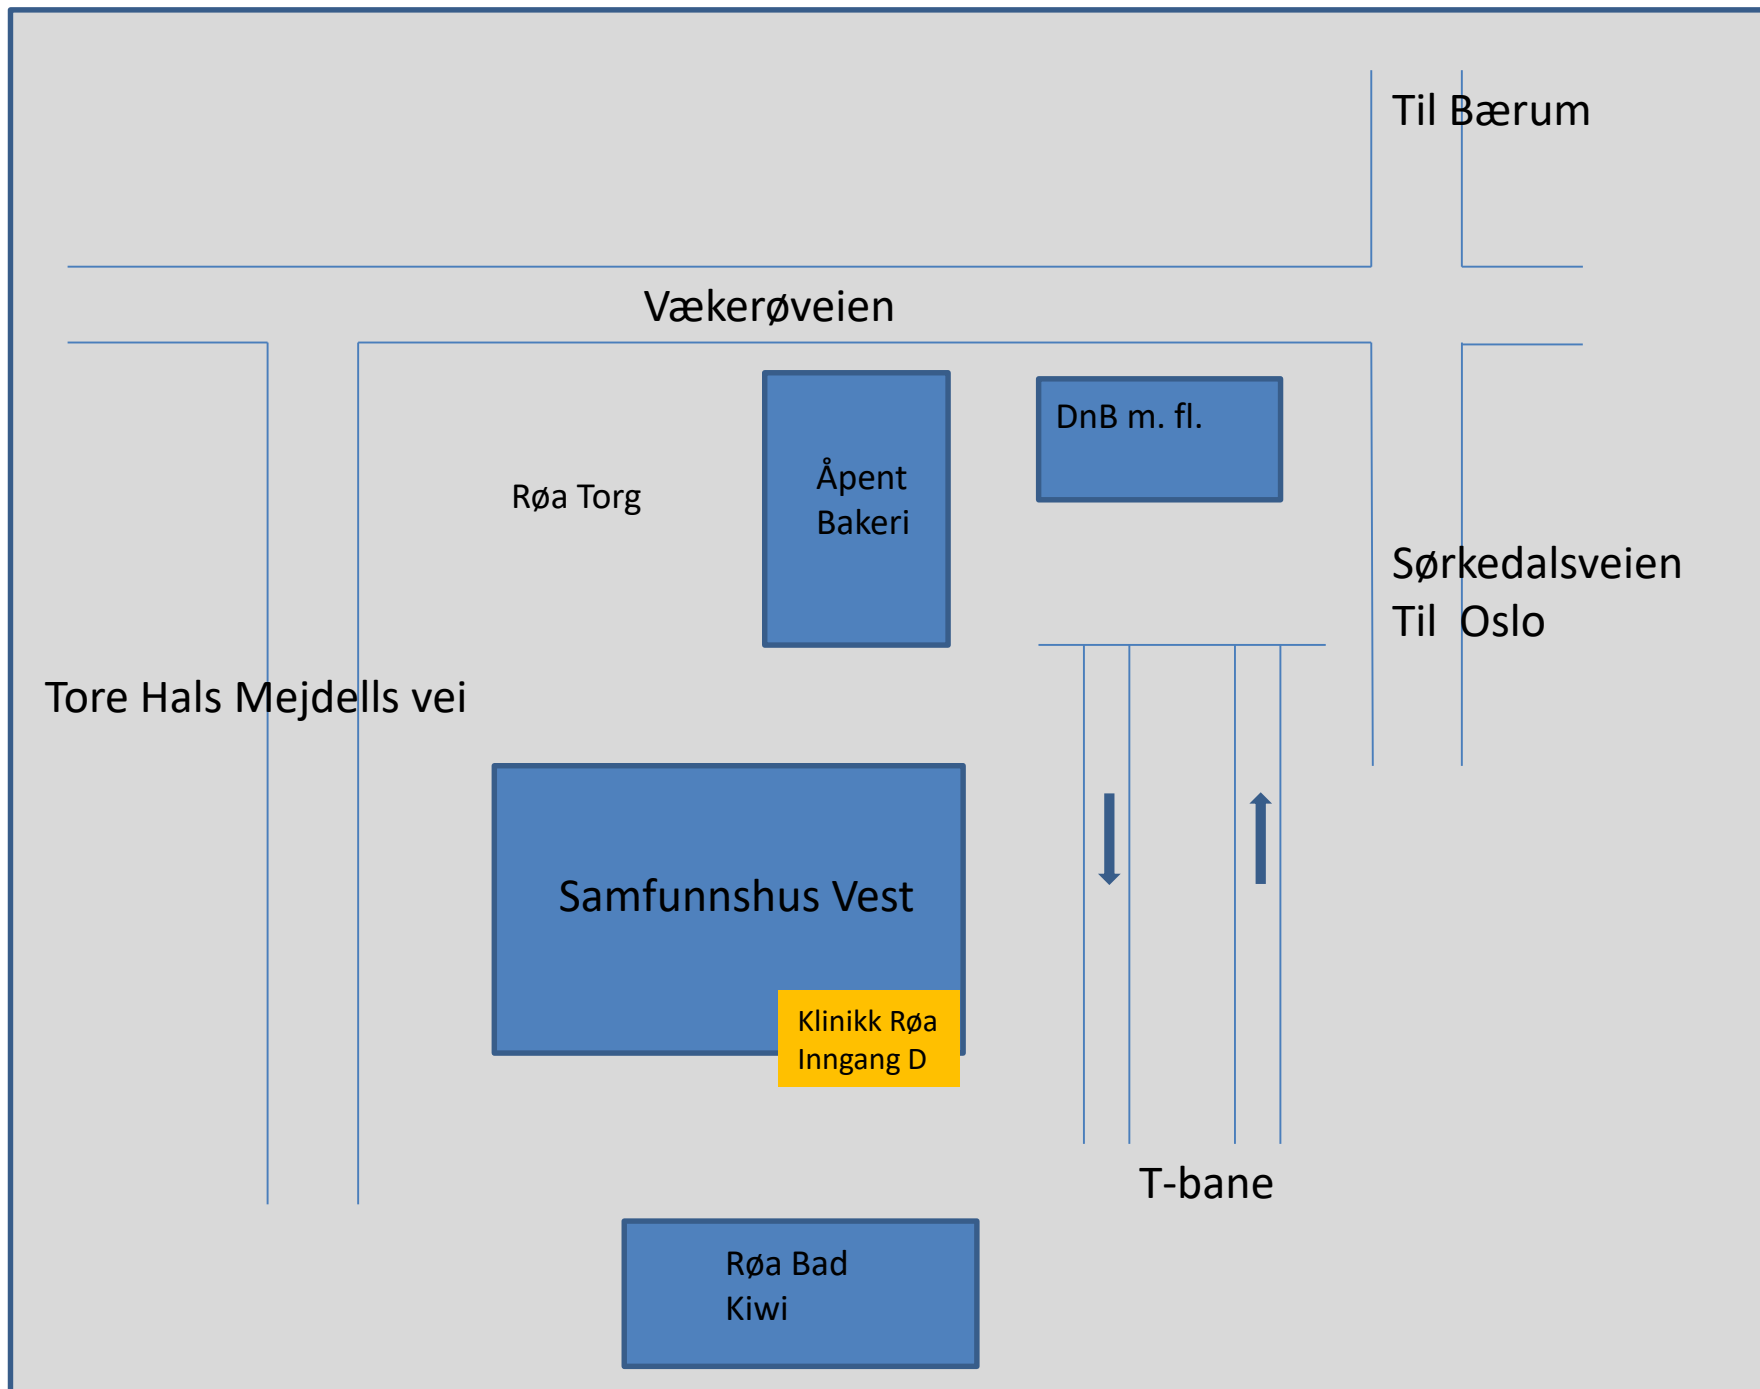 Til Bærum
Vækerøveien
DnB m. fl.
Åpent
Bakeri
Røa Torg
Sørkedalsveien
Til Oslo
Tore Hals Mejdells vei
Samfunnshus Vest
Klinikk Røa
Inngang D
T-bane
Røa Bad
Kiwi